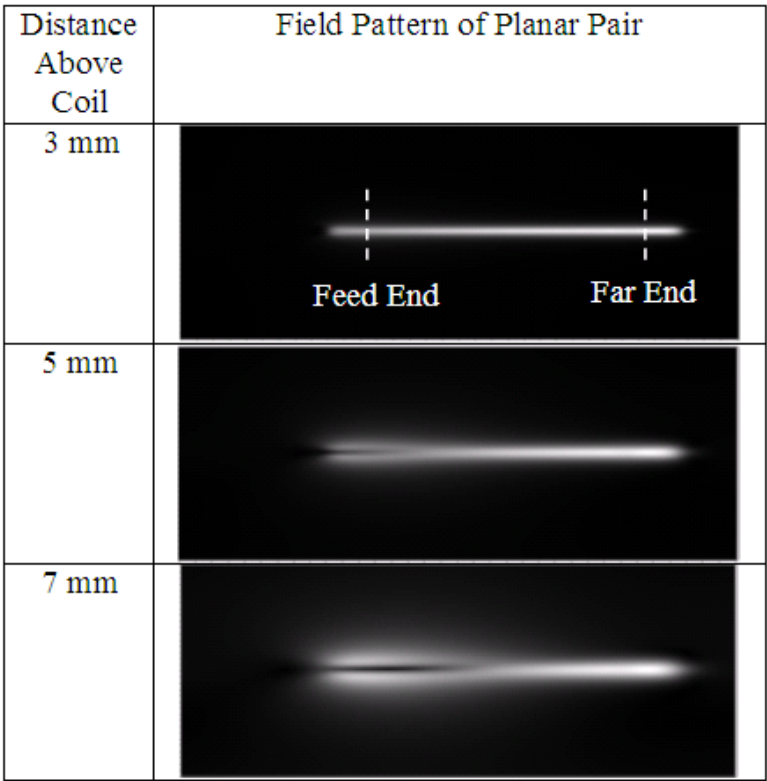 Distance
Above
Coil
Field Pattern of Planar Pair
3 mm
Feed End
Far End
5 mm
7 mm